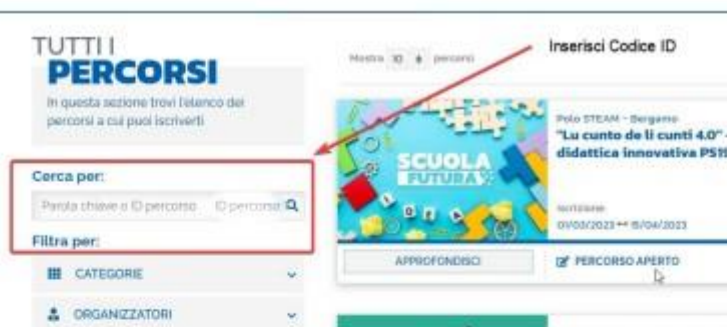 TUTTI I
PERCORSI
In questa sezione trovi l'elenco dei
percorsi a cui puoi iscriverti
Cerca per:
Parola chiave o ID percorso ID percorso
Filtra per:
CATEGORIE
ORGANIZZATORI
Mostra 10 percorsi
Inserisci Codice ID
SCUOLA
FUTURA
I D E A
Polo STEAM - Bergamo
"Lu cunto de li cunti 4.0" -
didattica innovativa PS19
Iscrizione
01/03/2023 15/04/2023
APPROFONDISCI
PERCORSO APERTO